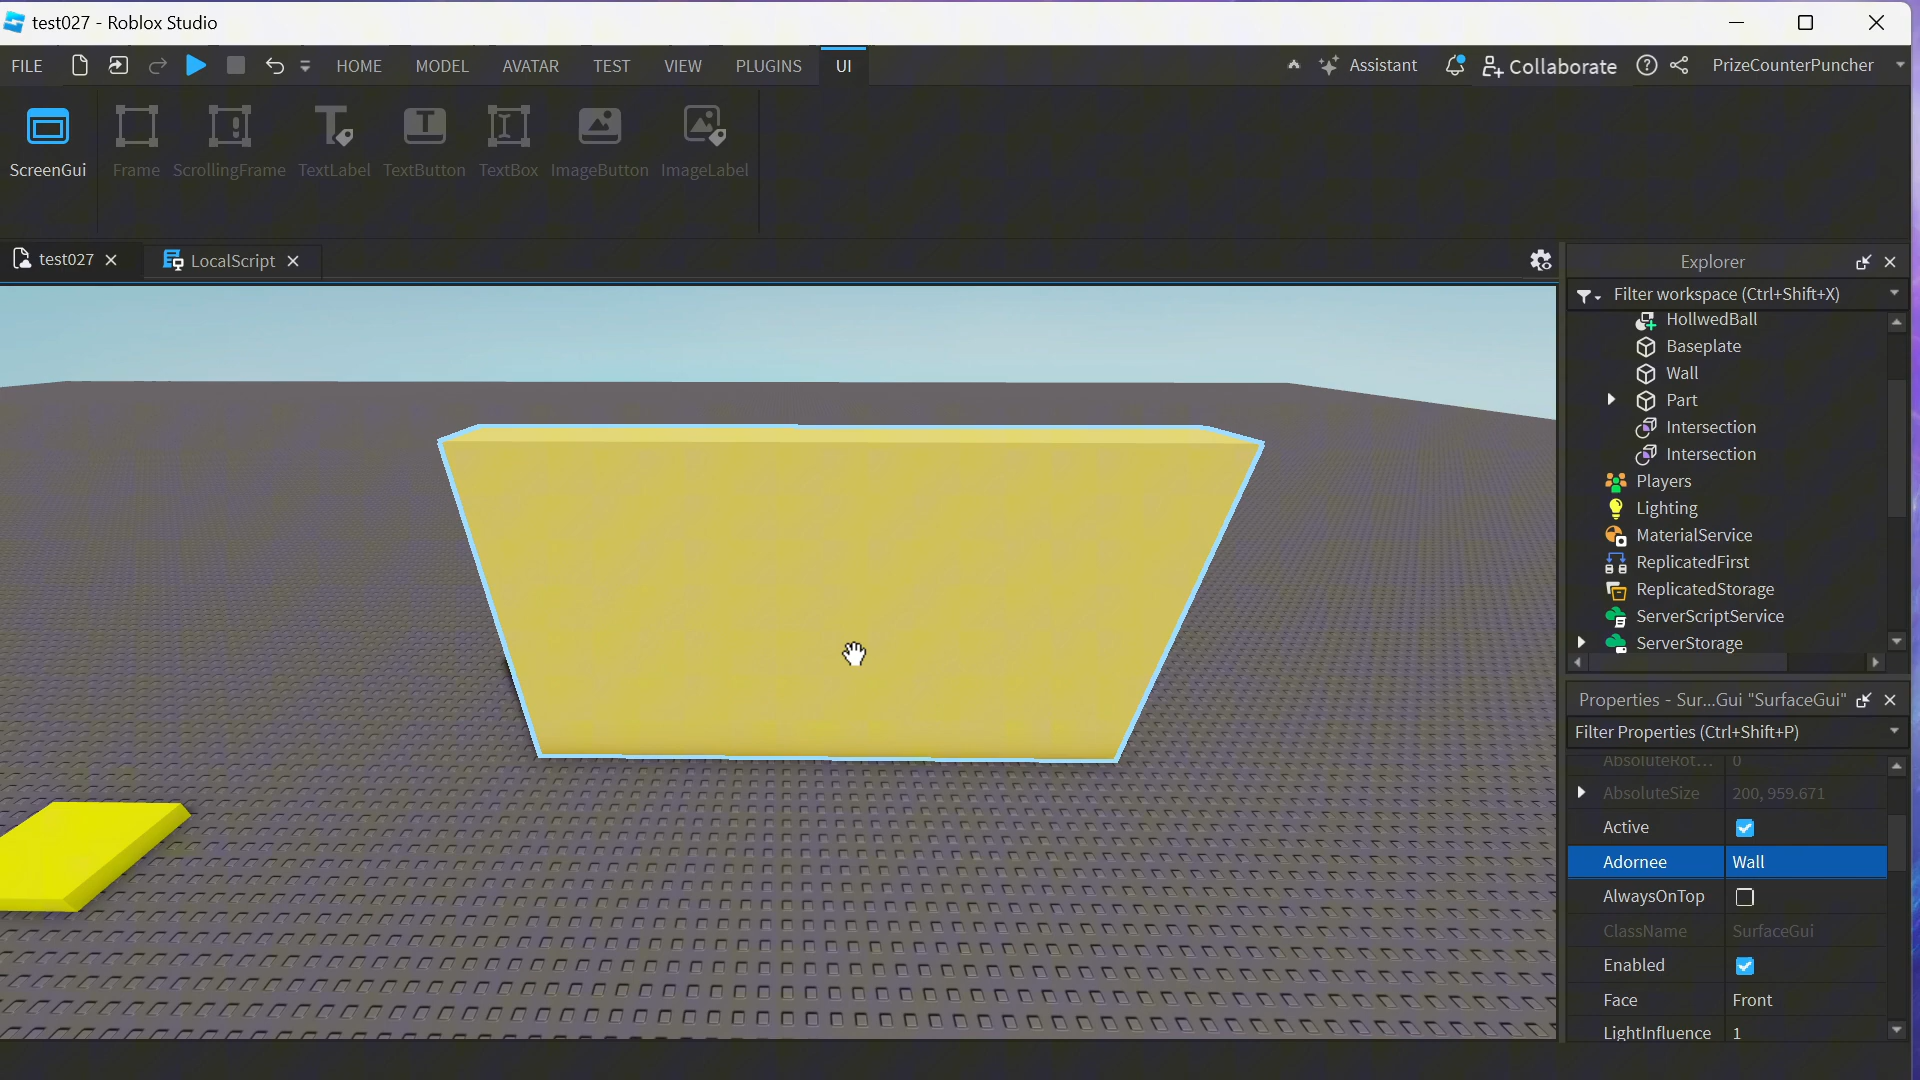 test027 - Roblox Studio
FILE HOME MODEL AVATAR TEST VIEW PLUGINS UI Assistant Collaborate PrizeCounterPuncher
ScreenGui Frame ScrollingFrame TextLabel TextButton TextBox ImageButton ImageLabel
test027 LocalScript
Explorer
Filter workspace (Ctrl+Shift+X)
HollwedBall
Baseplate
Wall
Part
Intersection
Intersection
Players
Lighting
MaterialService
ReplicatedFirst
ReplicatedStorage
ServerScriptService
ServerStorage
Properties - Sur...Gui "SurfaceGui"
Filter Properties (Ctrl+Shift+P)
AbsoluteRot... 0
AbsoluteSize 200, 959.671
Active
Adornee Wall
AlwaysOnTop
ClassName SurfaceGui
Enabled
Face Front
LightInfluence 1